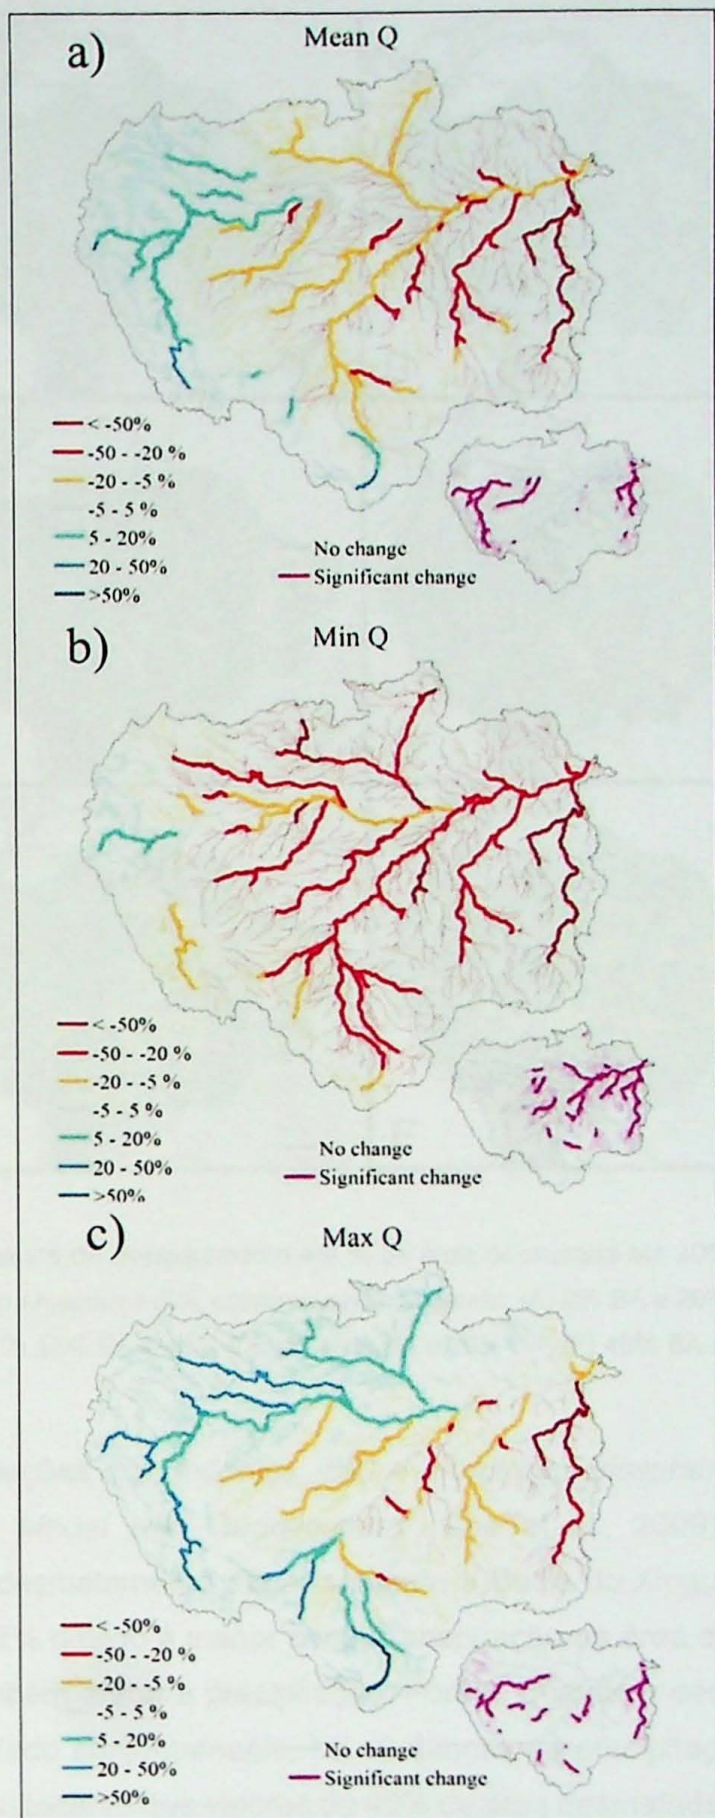 a)
Mean Q
< -50%
-50 - -20 %
-20 - -5 %
-5 - 5 %
5 - 20%
20 - 50%
>50%
No change
Significant change
b)
Min Q
< -50%
-50 - -20 %
-20 - -5 %
-5 - 5 %
5 - 20%
20 - 50%
>50%
No change
Significant change
c)
Max Q
< -50%
-50 - -20 %
-20 - -5 %
-5 - 5 %
5 - 20%
20 - 50%
>50%
No change
Significant change